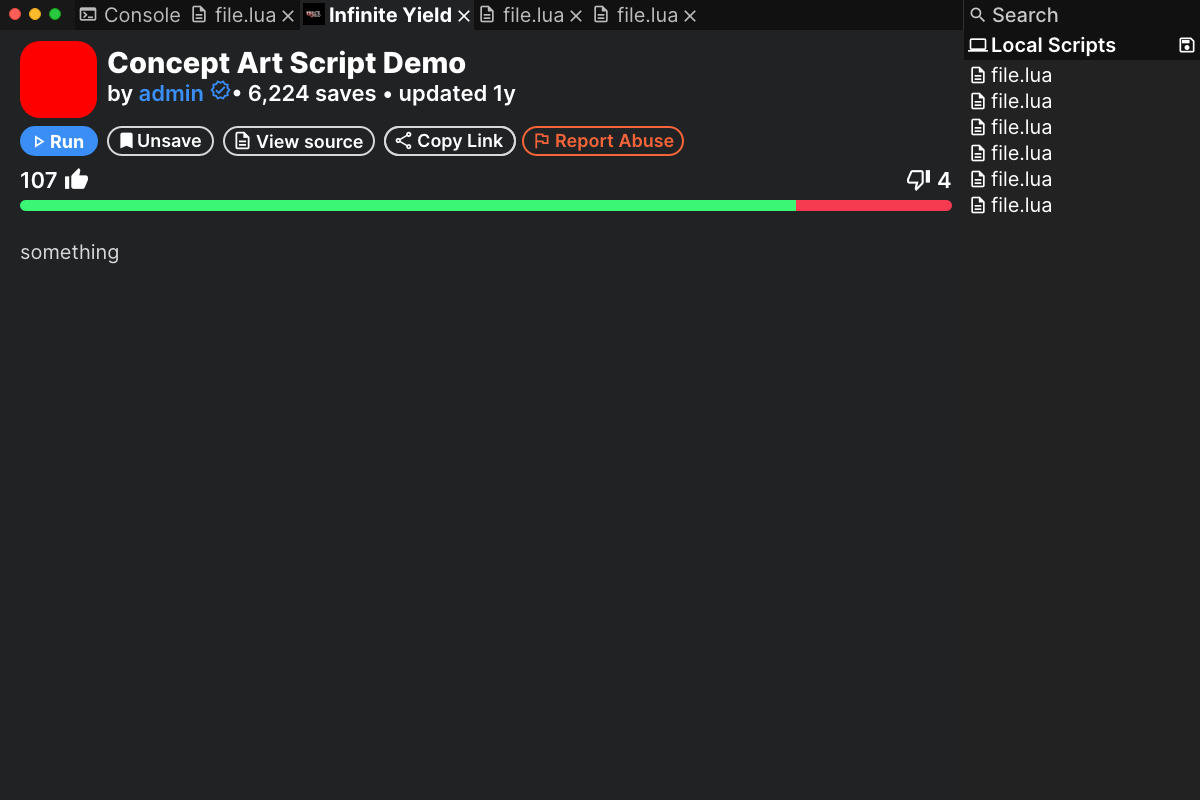 Console file.lua Infinite Yield file.lua file.lua
Search
Local Scripts
file.lua
file.lua
file.lua
file.lua
file.lua
file.lua
Concept Art Script Demo
by admin • 6,224 saves • updated 1y
Run Unsave View source Copy Link Report Abuse
107 4
something